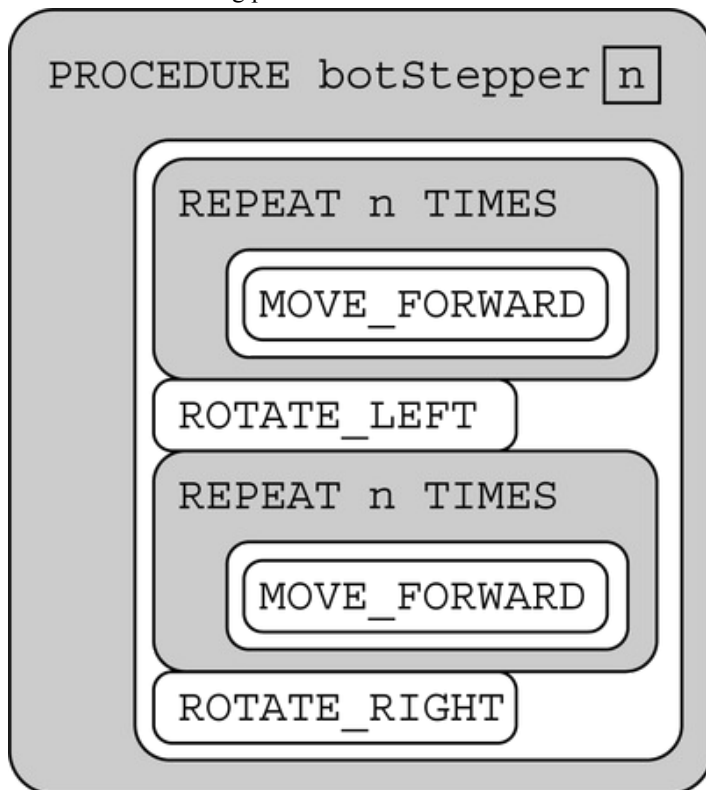 PROCEDURE botStepper n
REPEAT n TIMES
MOVE_FORWARD
ROTATE_LEFT
REPEAT n TIMES
MOVE_FORWARD
ROTATE_RIGHT